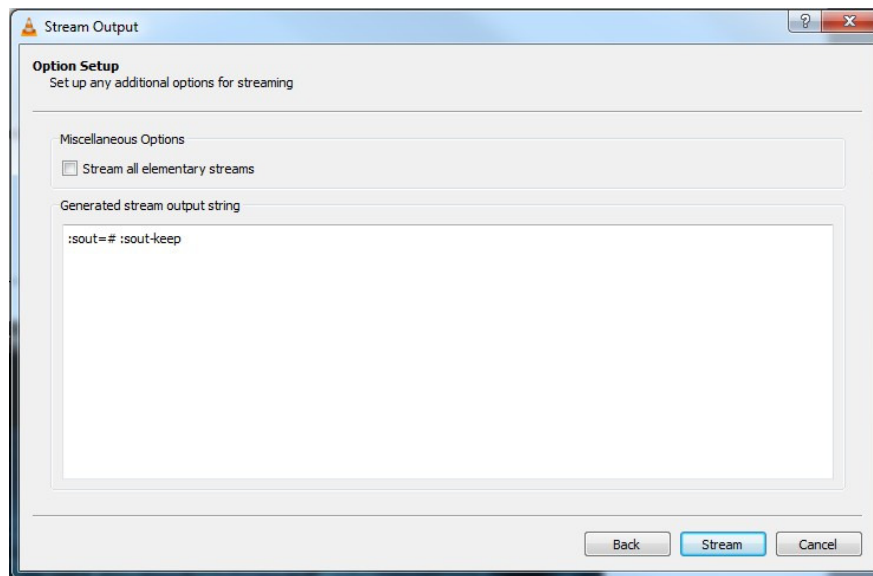 Stream Output
Option Setup
Set up any additional options for streaming
Miscellaneous Options
Stream all elementary streams
Generated stream output string
:sout=# :sout-keep
Back
Stream
Cancel